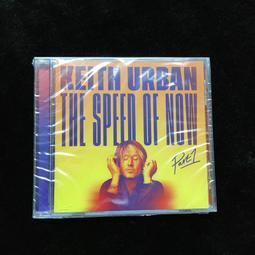 KEITH URBAN
THE SPEED OF NOW
Part 1